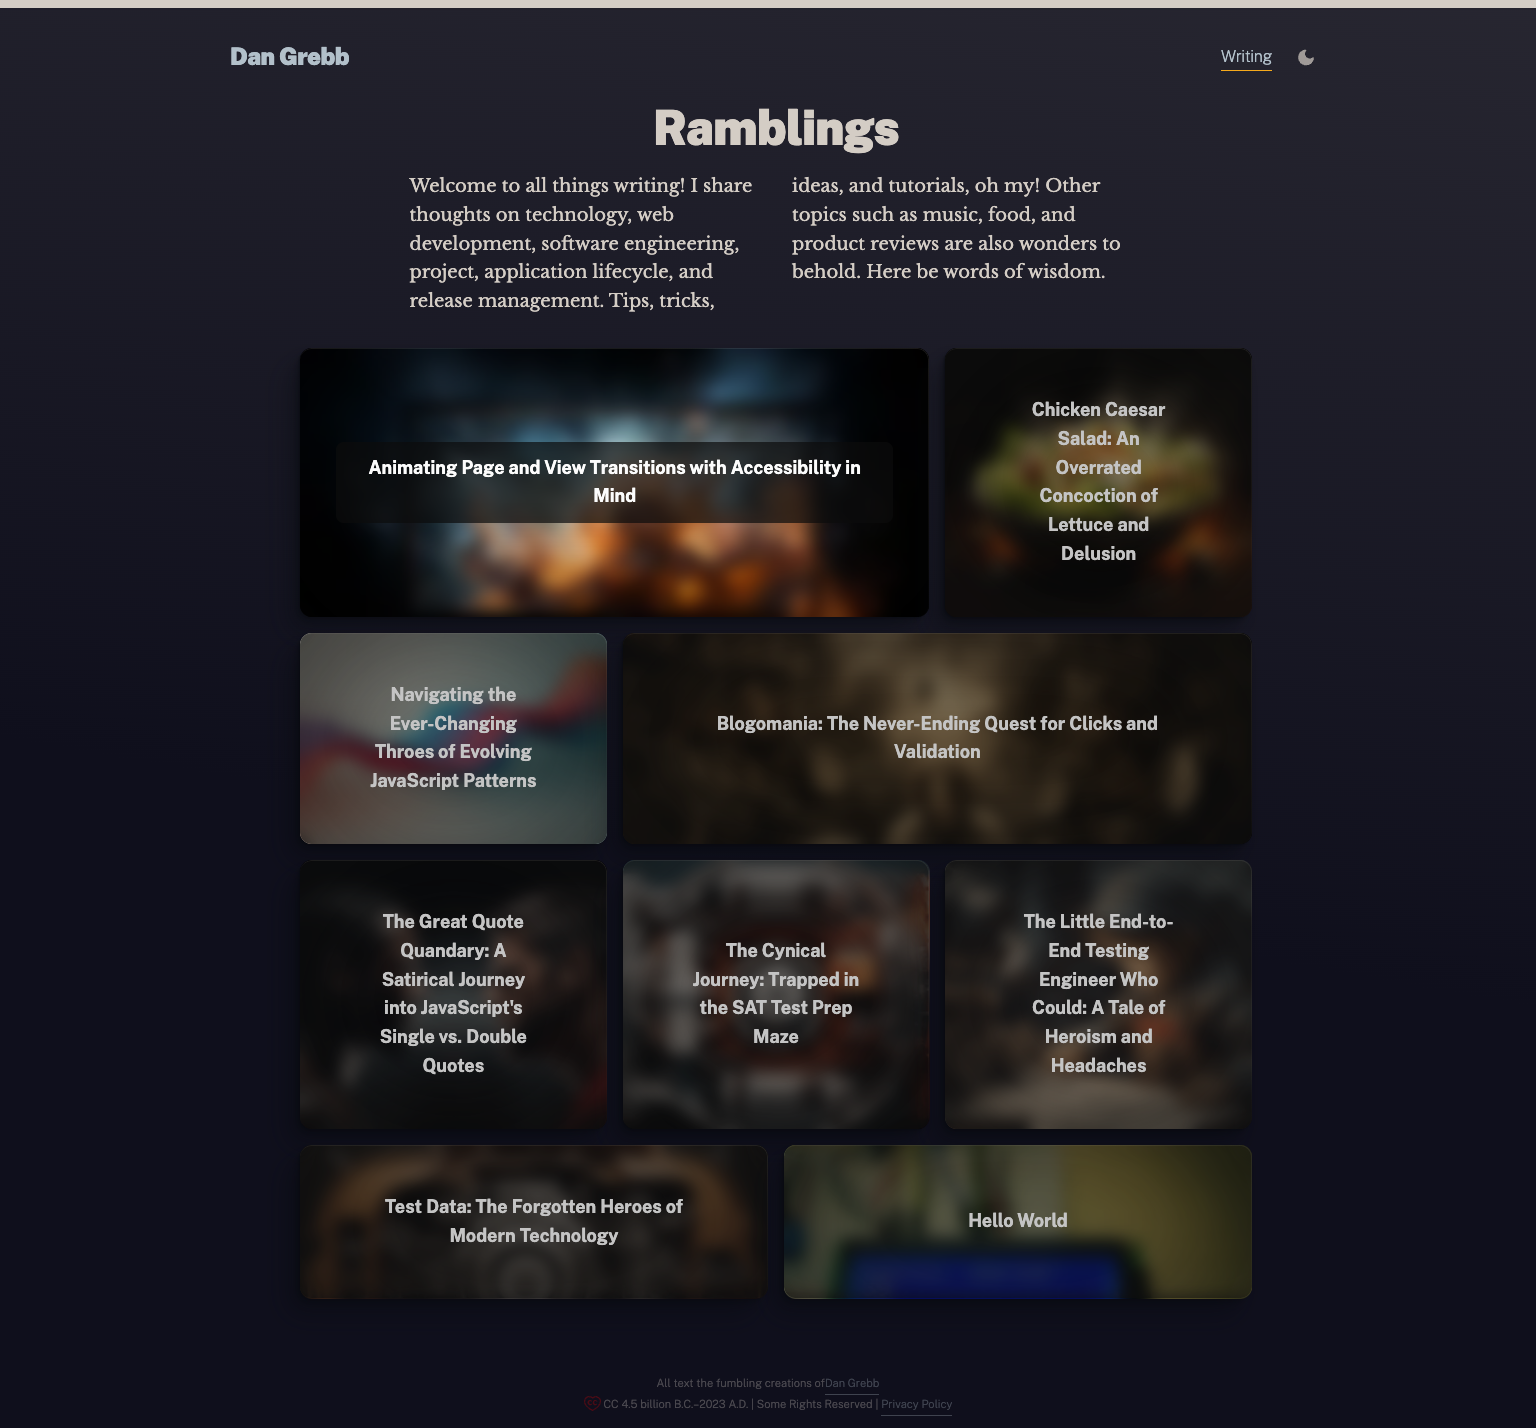 Dan Grebb
Writing
Ramblings
Welcome to all things writing! I share
thoughts on technology, web
development, software engineering,
project, application lifecycle, and
release management. Tips, tricks,
ideas, and tutorials, oh my! Other
topics such as music, food, and
product reviews are also wonders to
behold. Here be words of wisdom.
Animating Page and View Transitions with Accessibility in
Mind
Chicken Caesar
Salad: An
Overrated
Concoction of
Lettuce and
Delusion
Navigating the
Ever-Changing
Throes of Evolving
JavaScript Patterns
Blogomania: The Never-Ending Quest for Clicks and
Validation
The Great Quote
Quandary: A
Satirical Journey
into JavaScript's
Single vs. Double
Quotes
The Cynical
Journey: Trapped in
the SAT Test Prep
Maze
The Little End-to-
End Testing
Engineer Who
Could: A Tale of
Heroism and
Headaches
Test Data: The Forgotten Heroes of
Modern Technology
Hello World
All text the fumbling creations ofDan Grebb
CC 4.5 billion B.C.–2023 A.D. | Some Rights Reserved | Privacy Policy